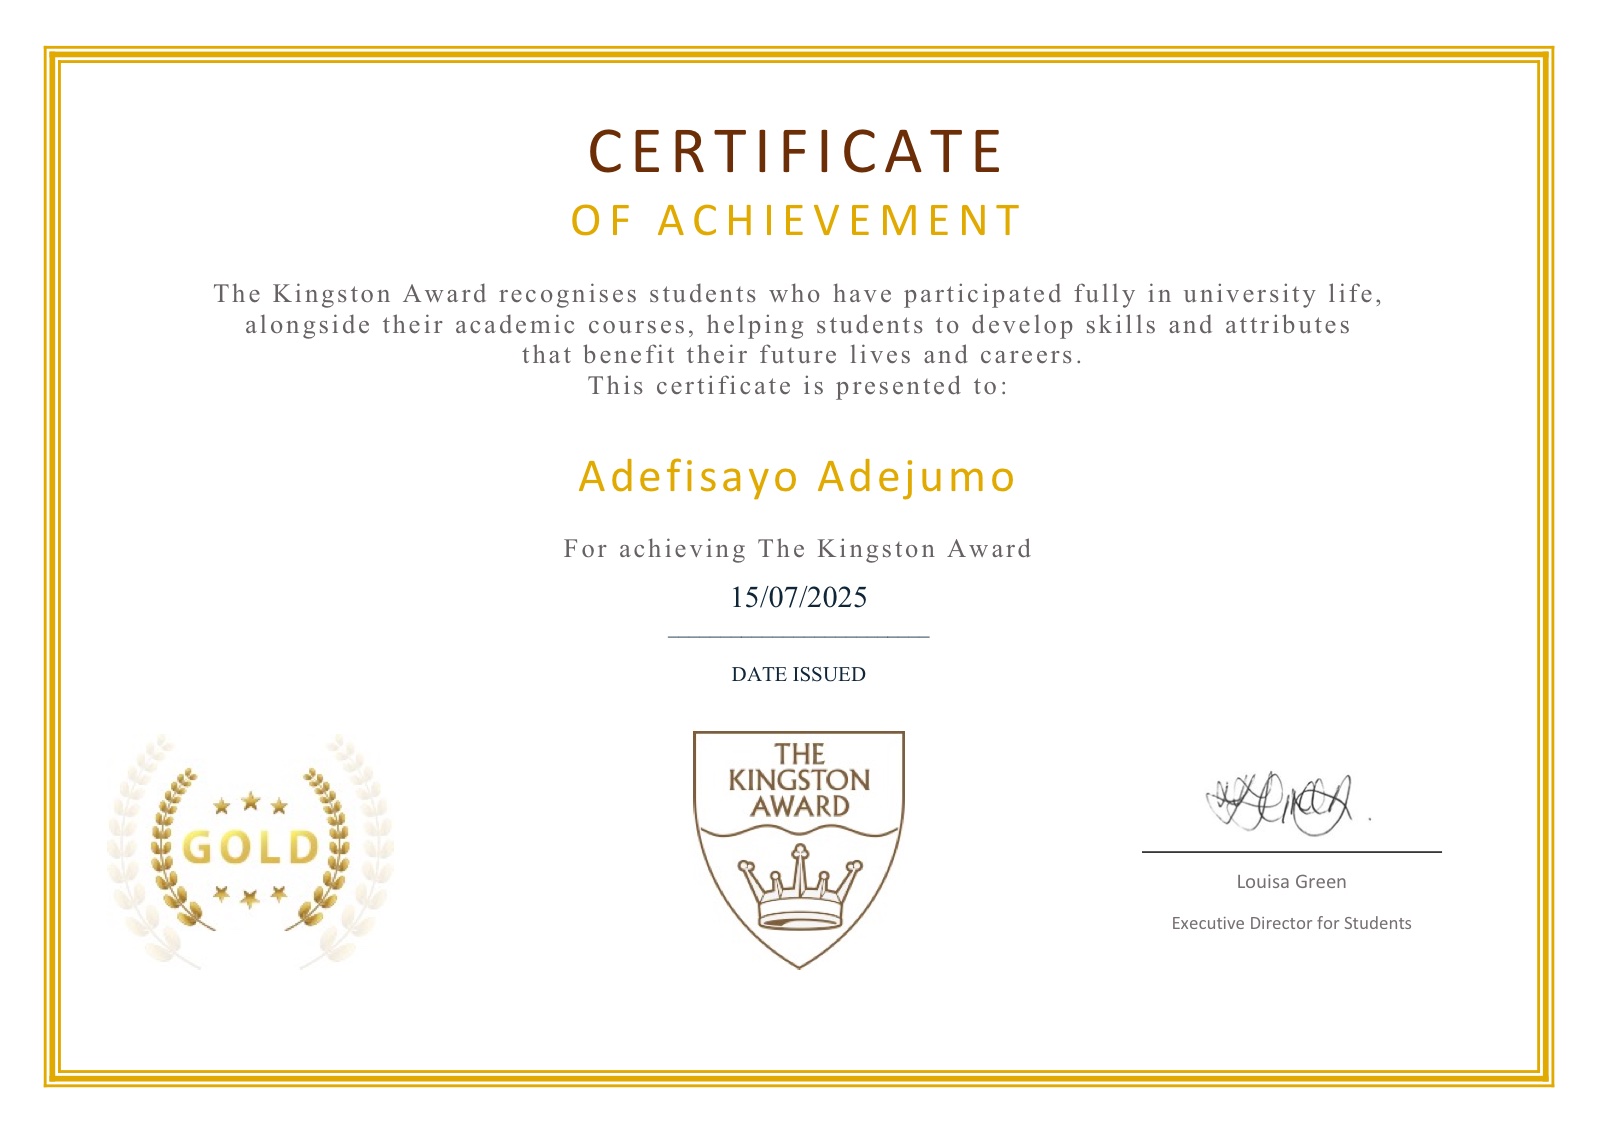 CERTIFICATE
OF ACHIEVEMENT
The Kingston Award recognises students who have participated fully in university life,
alongside their academic courses, helping students to develop skills and attributes
that benefit their future lives and careers.
This certificate is presented to:
Adefisayo Adejumo
For achieving The Kingston Award
15/07/2025
DATE ISSUED
GOLD
THE
KINGSTON
AWARD
Louisa Green
Executive Director for Students